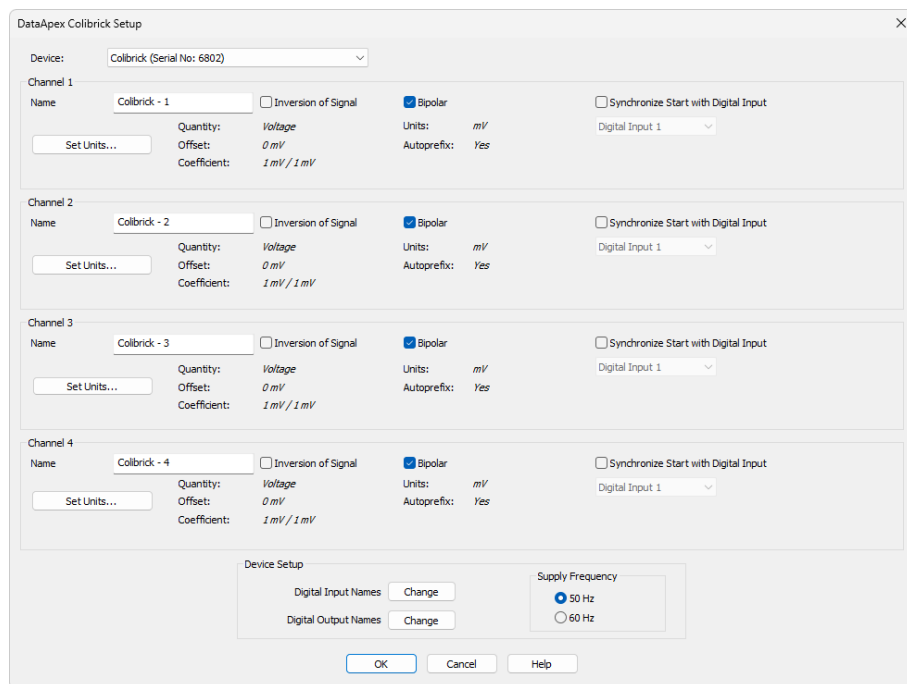 DataApex Colibrick Setup
Device: Colibrick (Serial No: 6802)
Channel 1
Name Colibrick - 1 Inversion of Signal Bipolar Synchronize Start with Digital Input
Quantity: Voltage Units: mV Digital Input 1
Set Units... Offset: 0 mV Autoprefix: Yes
Coefficient: 1 mV / 1 mV
Channel 2
Name Colibrick - 2 Inversion of Signal Bipolar Synchronize Start with Digital Input
Quantity: Voltage Units: mV Digital Input 1
Set Units... Offset: 0 mV Autoprefix: Yes
Coefficient: 1 mV / 1 mV
Channel 3
Name Colibrick - 3 Inversion of Signal Bipolar Synchronize Start with Digital Input
Quantity: Voltage Units: mV Digital Input 1
Set Units... Offset: 0 mV Autoprefix: Yes
Coefficient: 1 mV / 1 mV
Channel 4
Name Colibrick - 4 Inversion of Signal Bipolar Synchronize Start with Digital Input
Quantity: Voltage Units: mV Digital Input 1
Set Units... Offset: 0 mV Autoprefix: Yes
Coefficient: 1 mV / 1 mV
Device Setup
Supply Frequency
Digital Input Names Change 50 Hz
Digital Output Names Change 60 Hz
OK Cancel Help